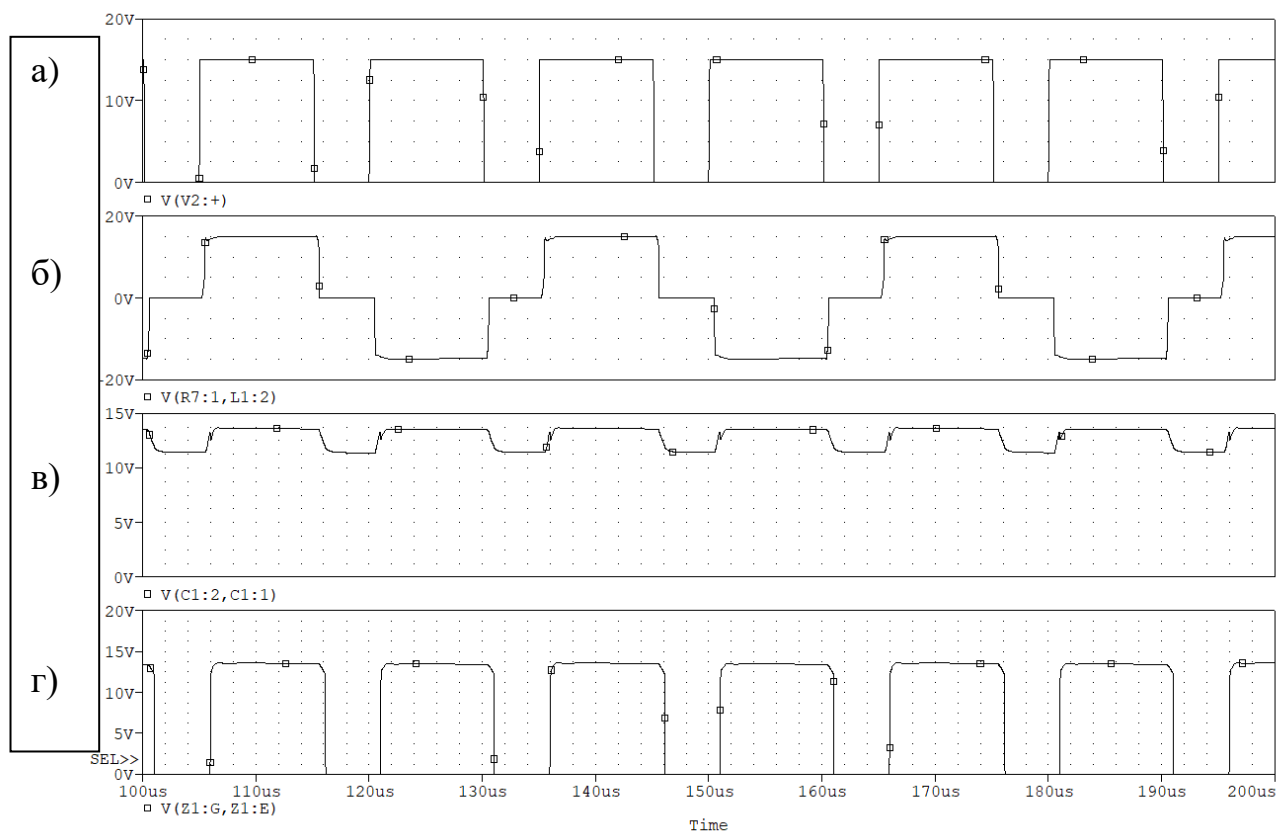 а)
20V
10V
0V
V(V2:+)
б)
20V
0V
-20V
V(R7:1,L1:2)
в)
15V
10V
5V
0V
V(C1:2,C1:1)
г)
20V
15V
10V
5V
SEL>>
0V
100us 110us 120us 130us 140us 150us 160us 170us 180us 190us 200us
V(Z1:G,Z1:E)
Time